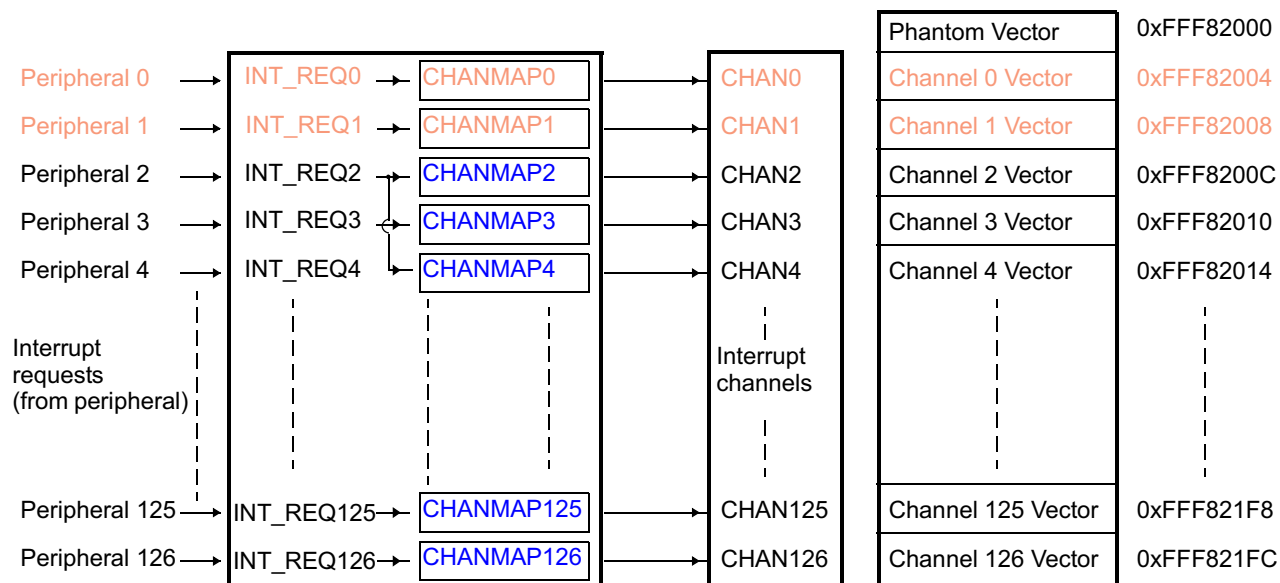 Phantom Vector 0xFFF82000
Peripheral 0 INT_REQ0 CHANMAP0 CHAN0 Channel 0 Vector 0xFFF82004
Peripheral 1 INT_REQ1 CHANMAP1 CHAN1 Channel 1 Vector 0xFFF82008
Peripheral 2 INT_REQ2 CHANMAP2 CHAN2 Channel 2 Vector 0xFFF8200C
Peripheral 3 INT_REQ3 CHANMAP3 CHAN3 Channel 3 Vector 0xFFF82010
Peripheral 4 INT_REQ4 CHANMAP4 CHAN4 Channel 4 Vector 0xFFF82014
Interrupt
requests
(from peripheral)
Interrupt
channels
Peripheral 125 INT_REQ125 CHANMAP125 CHAN125 Channel 125 Vector 0xFFF821F8
Peripheral 126 INT_REQ126 CHANMAP126 CHAN126 Channel 126 Vector 0xFFF821FC